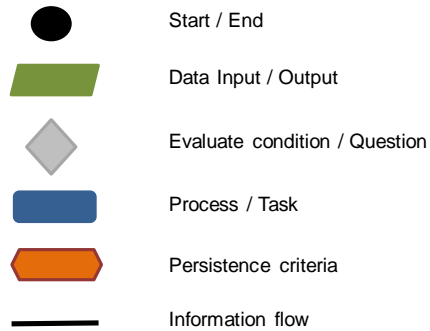 Start / End
Data Input / Output
Evaluate condition / Question
Process / Task
Persistence criteria
Information flow